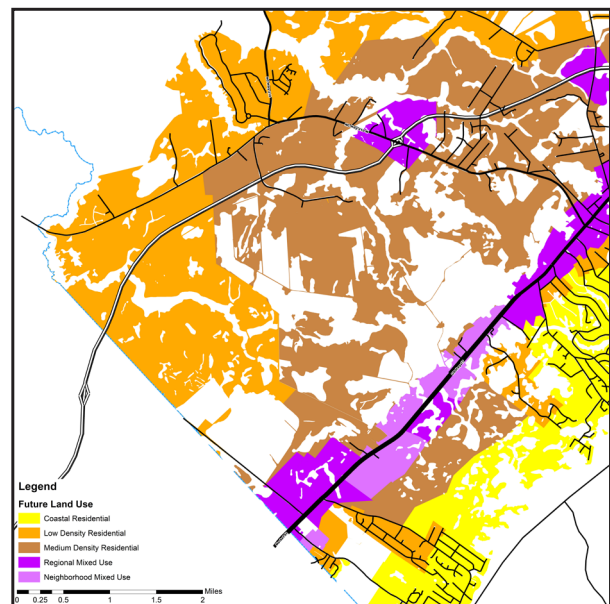 Legend
Future Land Use
Coastal Residential
Low Density Residential
Medium Density Residential
Regional Mixed Use
Neighborhood Mixed Use
Miles
0 0.25 0.5 1 1.5 2